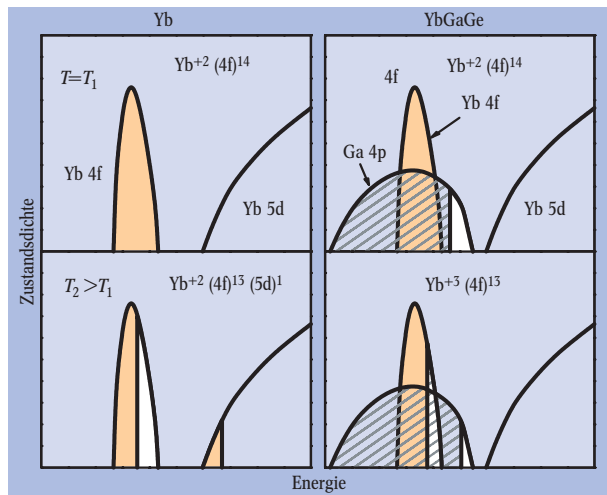 Yb
YbGaGe
T=T₁
Yb⁺² (4f)¹⁴
Yb 4f
Yb 5d
4f
Yb⁺² (4f)¹⁴
Yb 4f
Ga 4p
Yb 5d
Zustandsdichte
T₂ >T₁
Yb⁺² (4f)¹³ (5d)¹
Yb⁺³ (4f)¹³
Energie